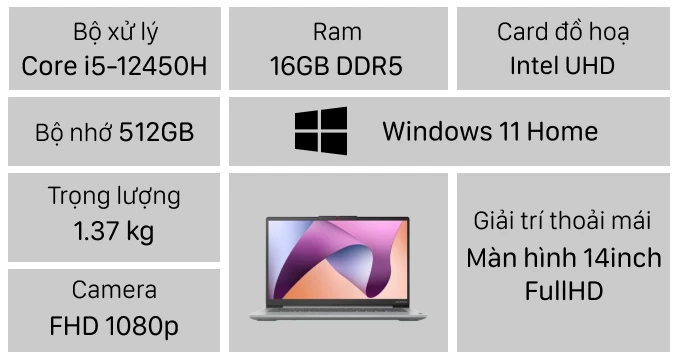 Bộ xử lý
Core i5-12450H
Ram
16GB DDR5
Card đồ hoạ
Intel UHD
Bộ nhớ 512GB
Windows 11 Home
Trọng lượng
1.37 kg
Giải trí thoải mái
Màn hình 14inch
FullHD
Camera
FHD 1080p